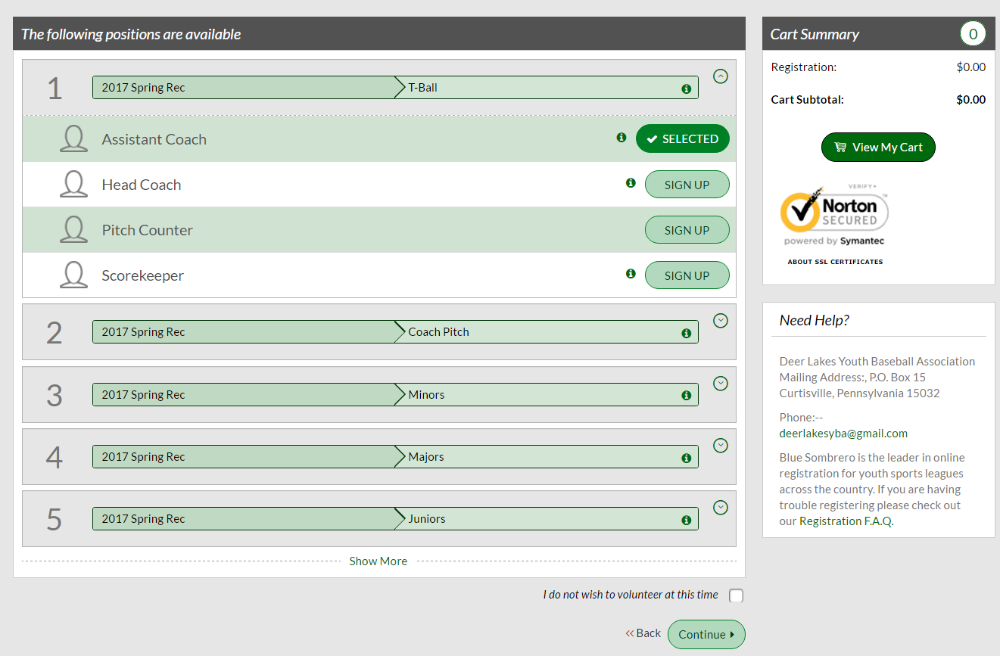 The following positions are available
1
2017 Spring Rec
T-Ball
Assistant Coach
SELECTED
Head Coach
SIGN UP
Pitch Counter
SIGN UP
Scorekeeper
SIGN UP
2
2017 Spring Rec
Coach Pitch
3
2017 Spring Rec
Minors
4
2017 Spring Rec
Majors
5
2017 Spring Rec
Juniors
Show More
I do not wish to volunteer at this time
<< Back
Continue
Cart Summary
0
Registration: $0.00
Cart Subtotal: $0.00
View My Cart
VERIFY
Norton
™
SECURED
powered by Symantec
ABOUT SSL CERTIFICATES
Need Help?
Deer Lakes Youth Baseball Association
Mailing Address:, P.O. Box 15
Curtisville, Pennsylvania 15032
Phone:--
deerlakesyba@gmail.com
Blue Sombrero is the leader in online
registration for youth sports leagues
across the country. If you are having
trouble registering please check out
our Registration F.A.Q.